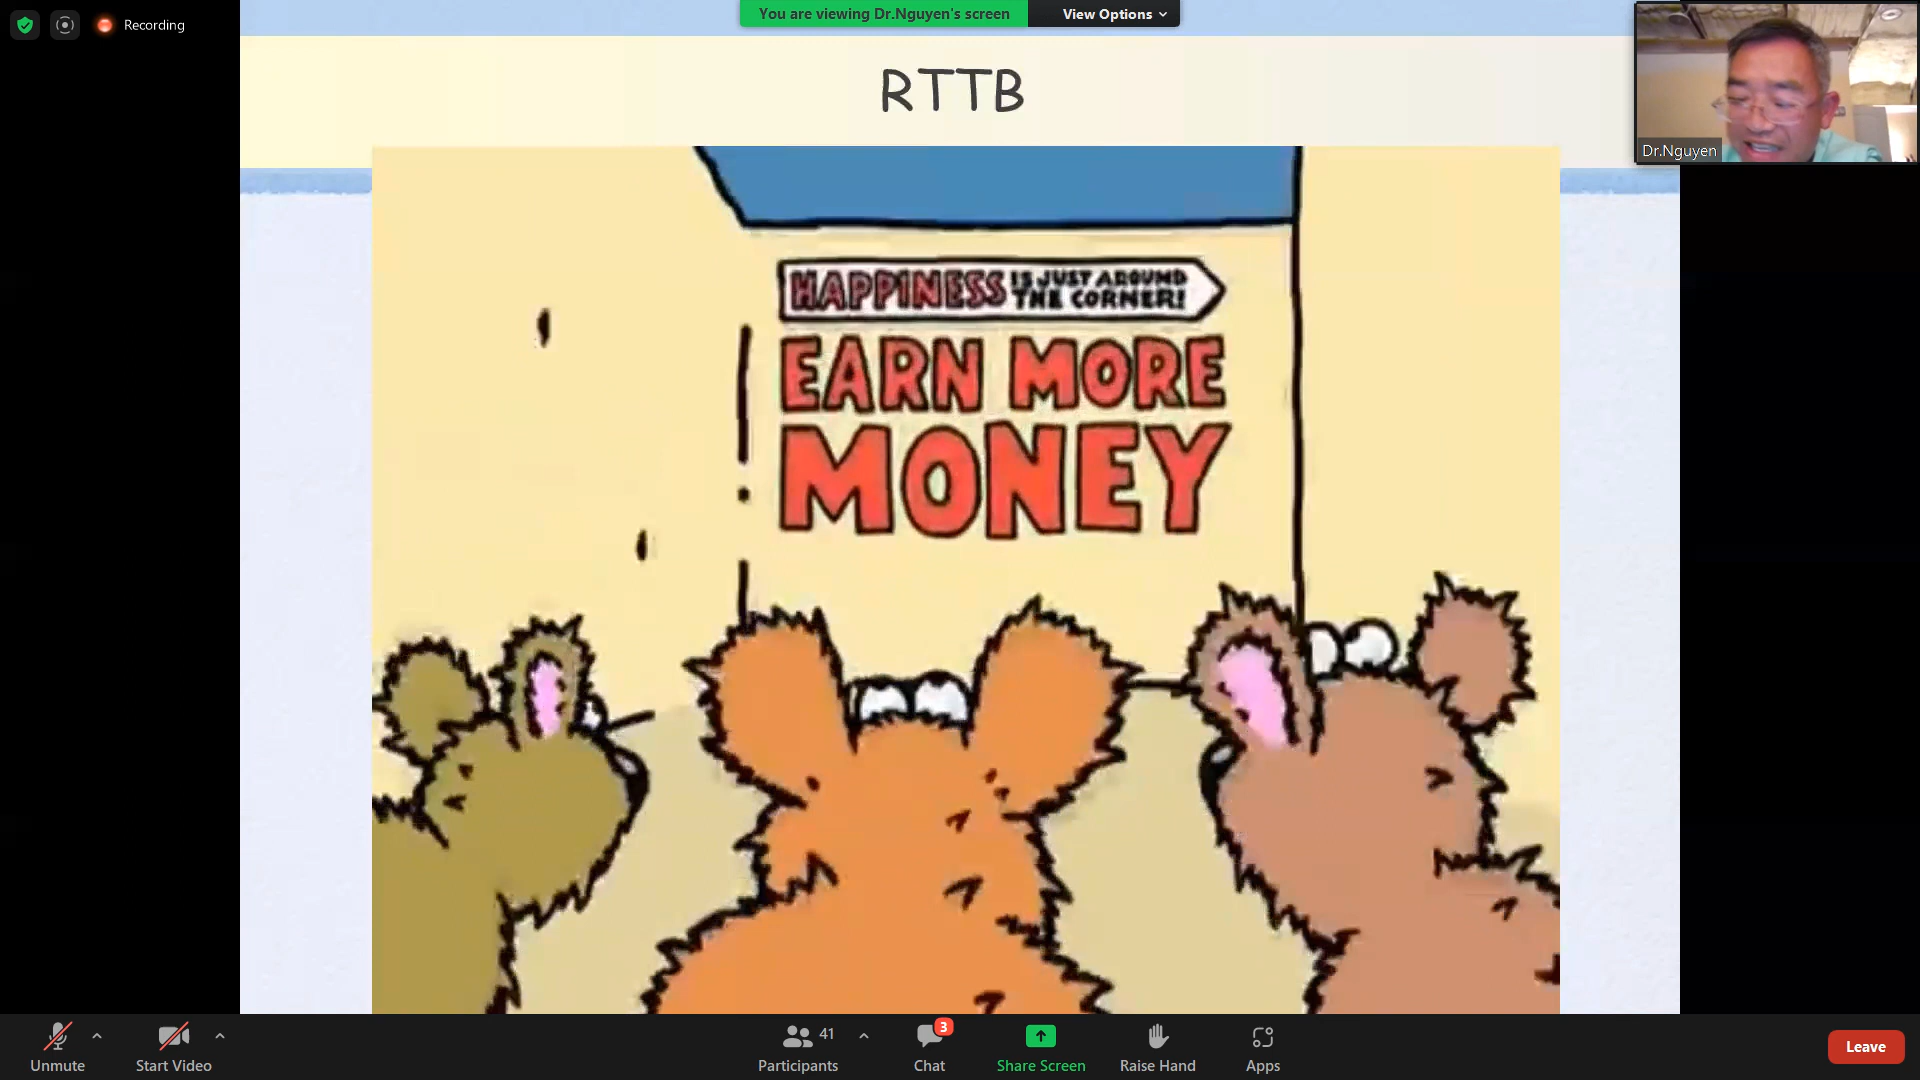 Recording
You are viewing Dr.Nguyen's screen
View Options
RTTB
Dr.Nguyen
HAPPINESS IS JUST AROUND
THE CORNER!
EARN MORE
MONEY
Unmute
Start Video
41
Participants
3
Chat
Share Screen
Raise Hand
Apps
Leave